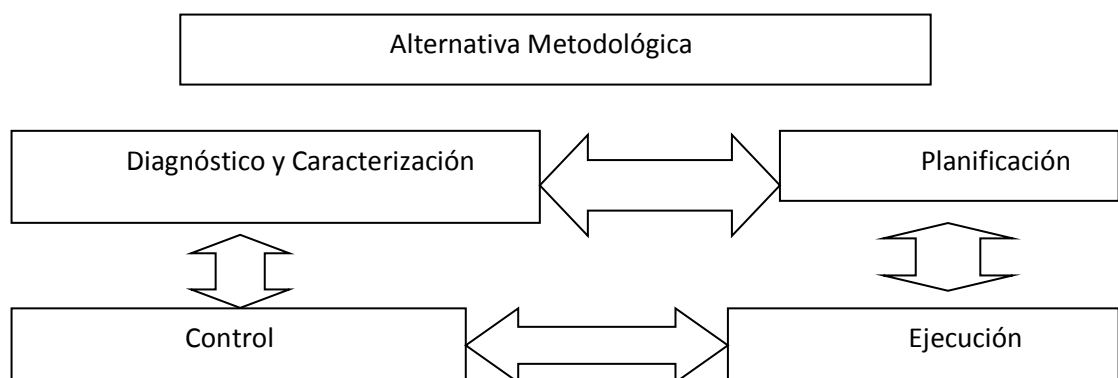 Alternativa Metodológica
Diagnóstico y Caracterización
Planificación
Control
Ejecución